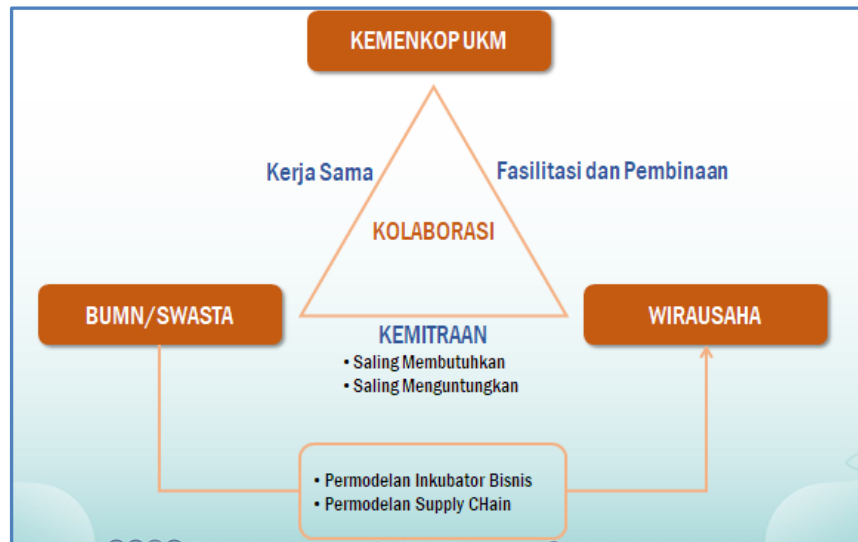 KEMENKOP UKM
Kerja Sama
Fasilitasi dan Pembinaan
KOLABORASI
BUMN/SWASTA
WIRAUSAHA
KEMITRAAN
• Saling Membutuhkan
• Saling Menguntungkan
• Permodelan Inkubator Bisnis
• Permodelan Supply CHain